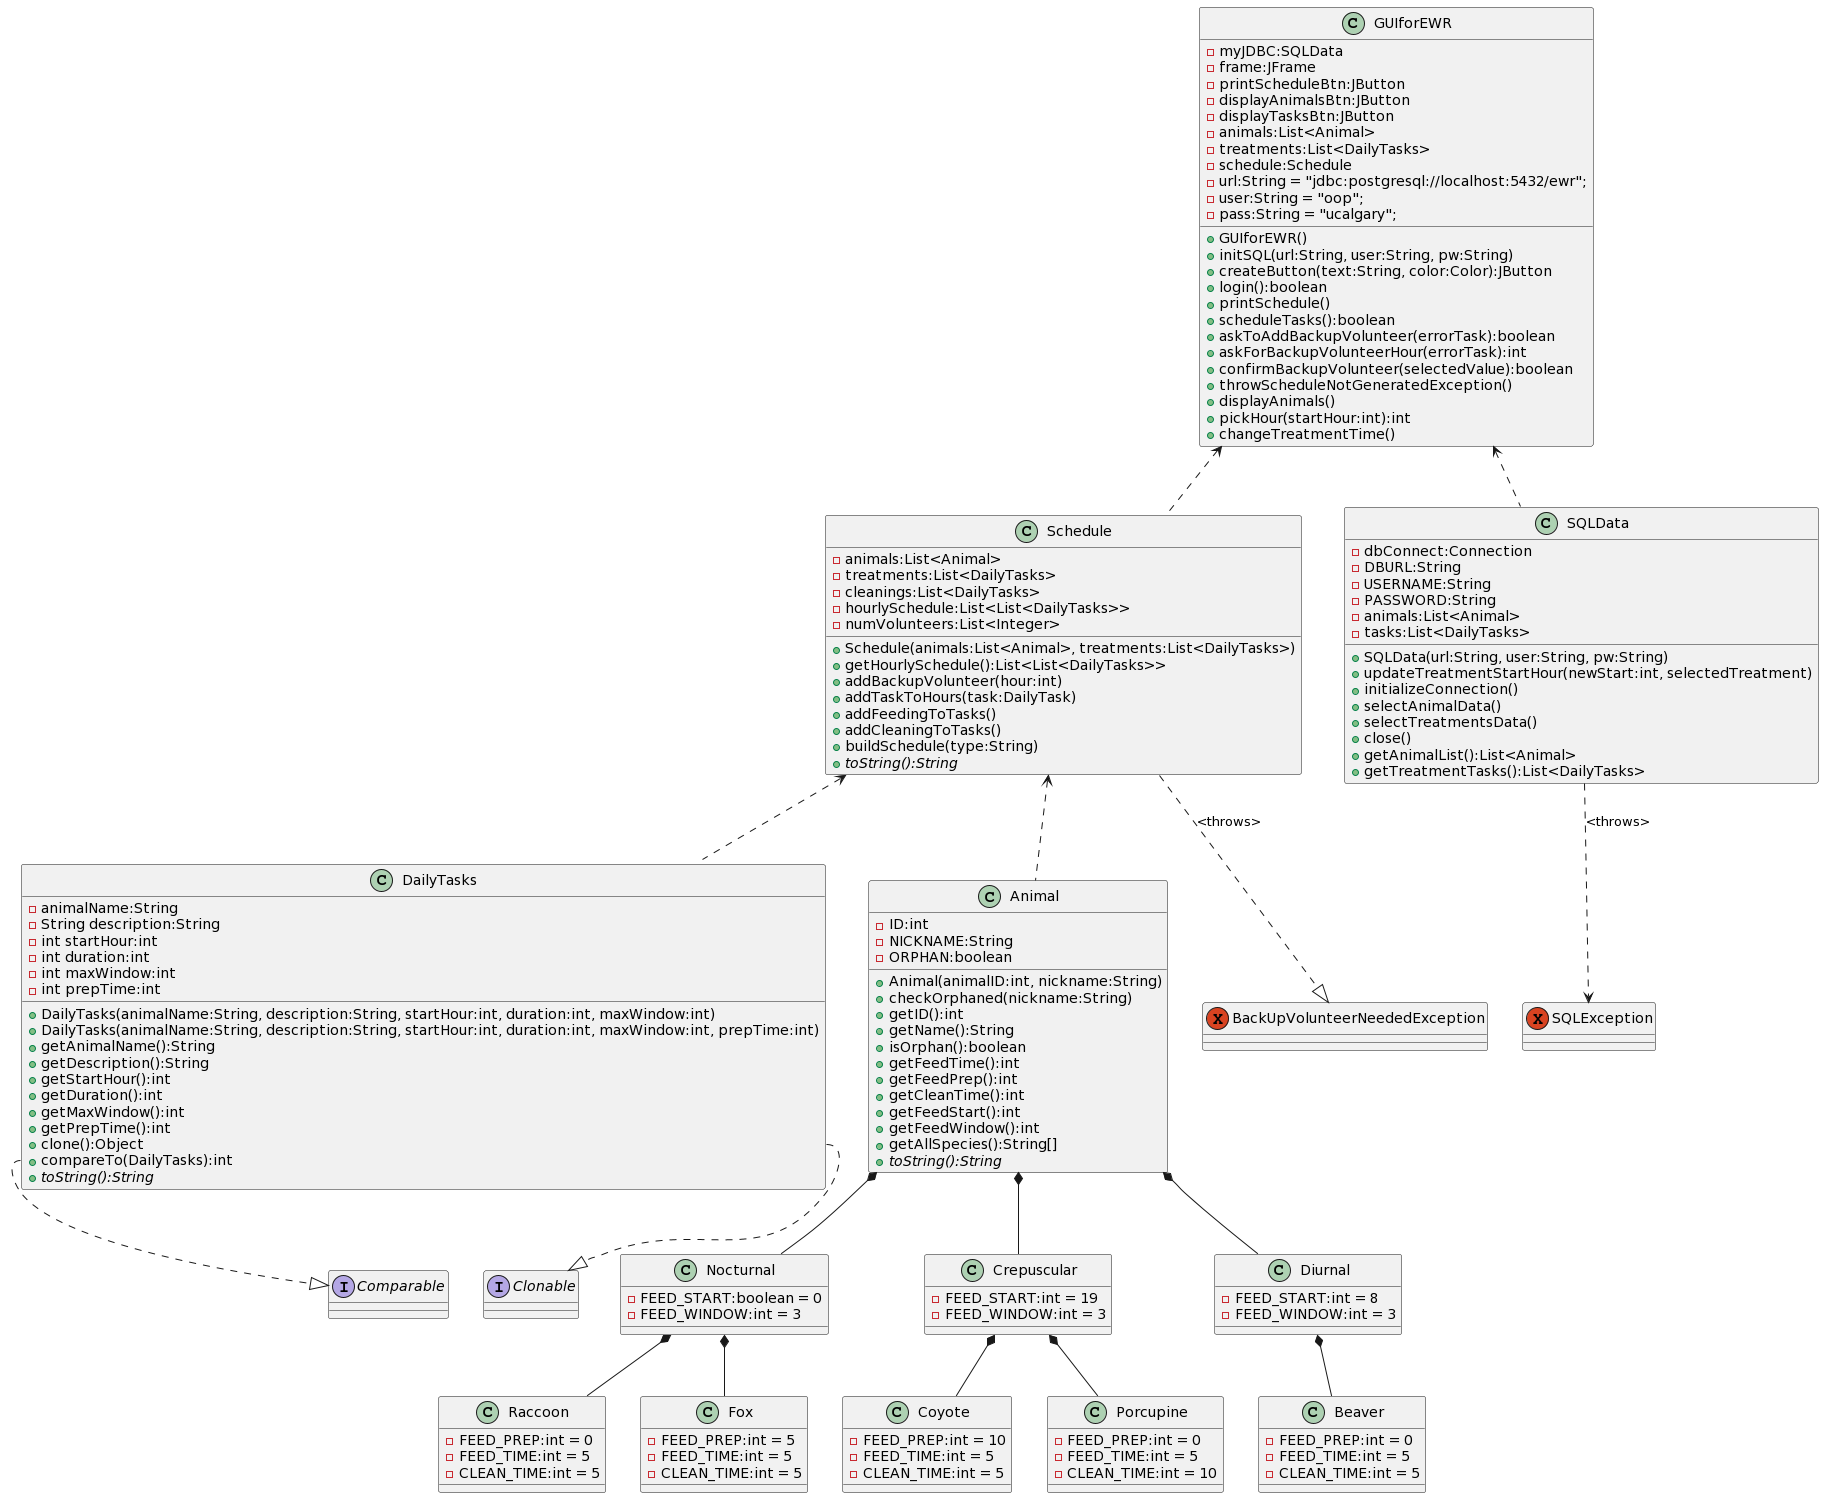 C GUIforEWR
myJDBC:SQLData
frame:JFrame
printScheduleBtn:JButton
displayAnimalsBtn:JButton
displayTasksBtn:JButton
animals:List<Animal>
treatments:List<DailyTasks>
schedule:Schedule
url:String = "jdbc:postgresql://localhost:5432/ewr";
user:String = "oop";
pass:String = "ucalgary";
GUIforEWR()
initSQL(url:String, user:String, pw:String)
createButton(text:String, color:Color):JButton
login():boolean
printSchedule()
scheduleTasks():boolean
askToAddBackupVolunteer(errorTask):boolean
askForBackupVolunteerHour(errorTask):int
confirmBackupVolunteer(selectedValue):boolean
throwScheduleNotGeneratedException()
displayAnimals()
pickHour(startHour:int):int
changeTreatmentTime()
C Schedule
animals:List<Animal>
treatments:List<DailyTasks>
cleanings:List<DailyTasks>
hourlySchedule:List<List<DailyTasks>>
numVolunteers:List<Integer>
Schedule(animals:List<Animal>, treatments:List<DailyTasks>)
getHourlySchedule():List<List<DailyTasks>>
addBackupVolunteer(hour:int)
addTaskToHours(task:DailyTask)
addFeedingToTasks()
addCleaningToTasks()
buildSchedule(type:String)
toString():String
C SQLData
dbConnect:Connection
DBURL:String
USERNAME:String
PASSWORD:String
animals:List<Animal>
tasks:List<DailyTasks>
SQLData(url:String, user:String, pw:String)
updateTreatmentStartHour(newStart:int, selectedTreatment)
initializeConnection()
selectAnimalData()
selectTreatmentsData()
close()
getAnimalList():List<Animal>
getTreatmentTasks():List<DailyTasks>
<throws>
<throws>
C DailyTasks
animalName:String
String description:String
int startHour:int
int duration:int
int maxWindow:int
int prepTime:int
DailyTasks(animalName:String, description:String, startHour:int, duration:int, maxWindow:int)
DailyTasks(animalName:String, description:String, startHour:int, duration:int, maxWindow:int, prepTime:int)
getAnimalName():String
getDescription():String
getStartHour():int
getDuration():int
getMaxWindow():int
getPrepTime():int
clone():Object
compareTo(DailyTasks):int
toString():String
C Animal
ID:int
NICKNAME:String
ORPHAN:boolean
Animal(animalID:int, nickname:String)
checkOrphaned(nickname:String)
getID():int
getName():String
isOrphan():boolean
getFeedTime():int
getFeedPrep():int
getCleanTime():int
getFeedStart():int
getFeedWindow():int
getAllSpecies():String[]
toString():String
X BackUpVolunteerNeededException
X SQLException
I Comparable
I Clonable
C Nocturnal
FEED_START:boolean = 0
FEED_WINDOW:int = 3
C Crepuscular
FEED_START:int = 19
FEED_WINDOW:int = 3
C Diurnal
FEED_START:int = 8
FEED_WINDOW:int = 3
C Raccoon
FEED_PREP:int = 0
FEED_TIME:int = 5
CLEAN_TIME:int = 5
C Fox
FEED_PREP:int = 5
FEED_TIME:int = 5
CLEAN_TIME:int = 5
C Coyote
FEED_PREP:int = 10
FEED_TIME:int = 5
CLEAN_TIME:int = 5
C Porcupine
FEED_PREP:int = 0
FEED_TIME:int = 5
CLEAN_TIME:int = 10
C Beaver
FEED_PREP:int = 0
FEED_TIME:int = 5
CLEAN_TIME:int = 5